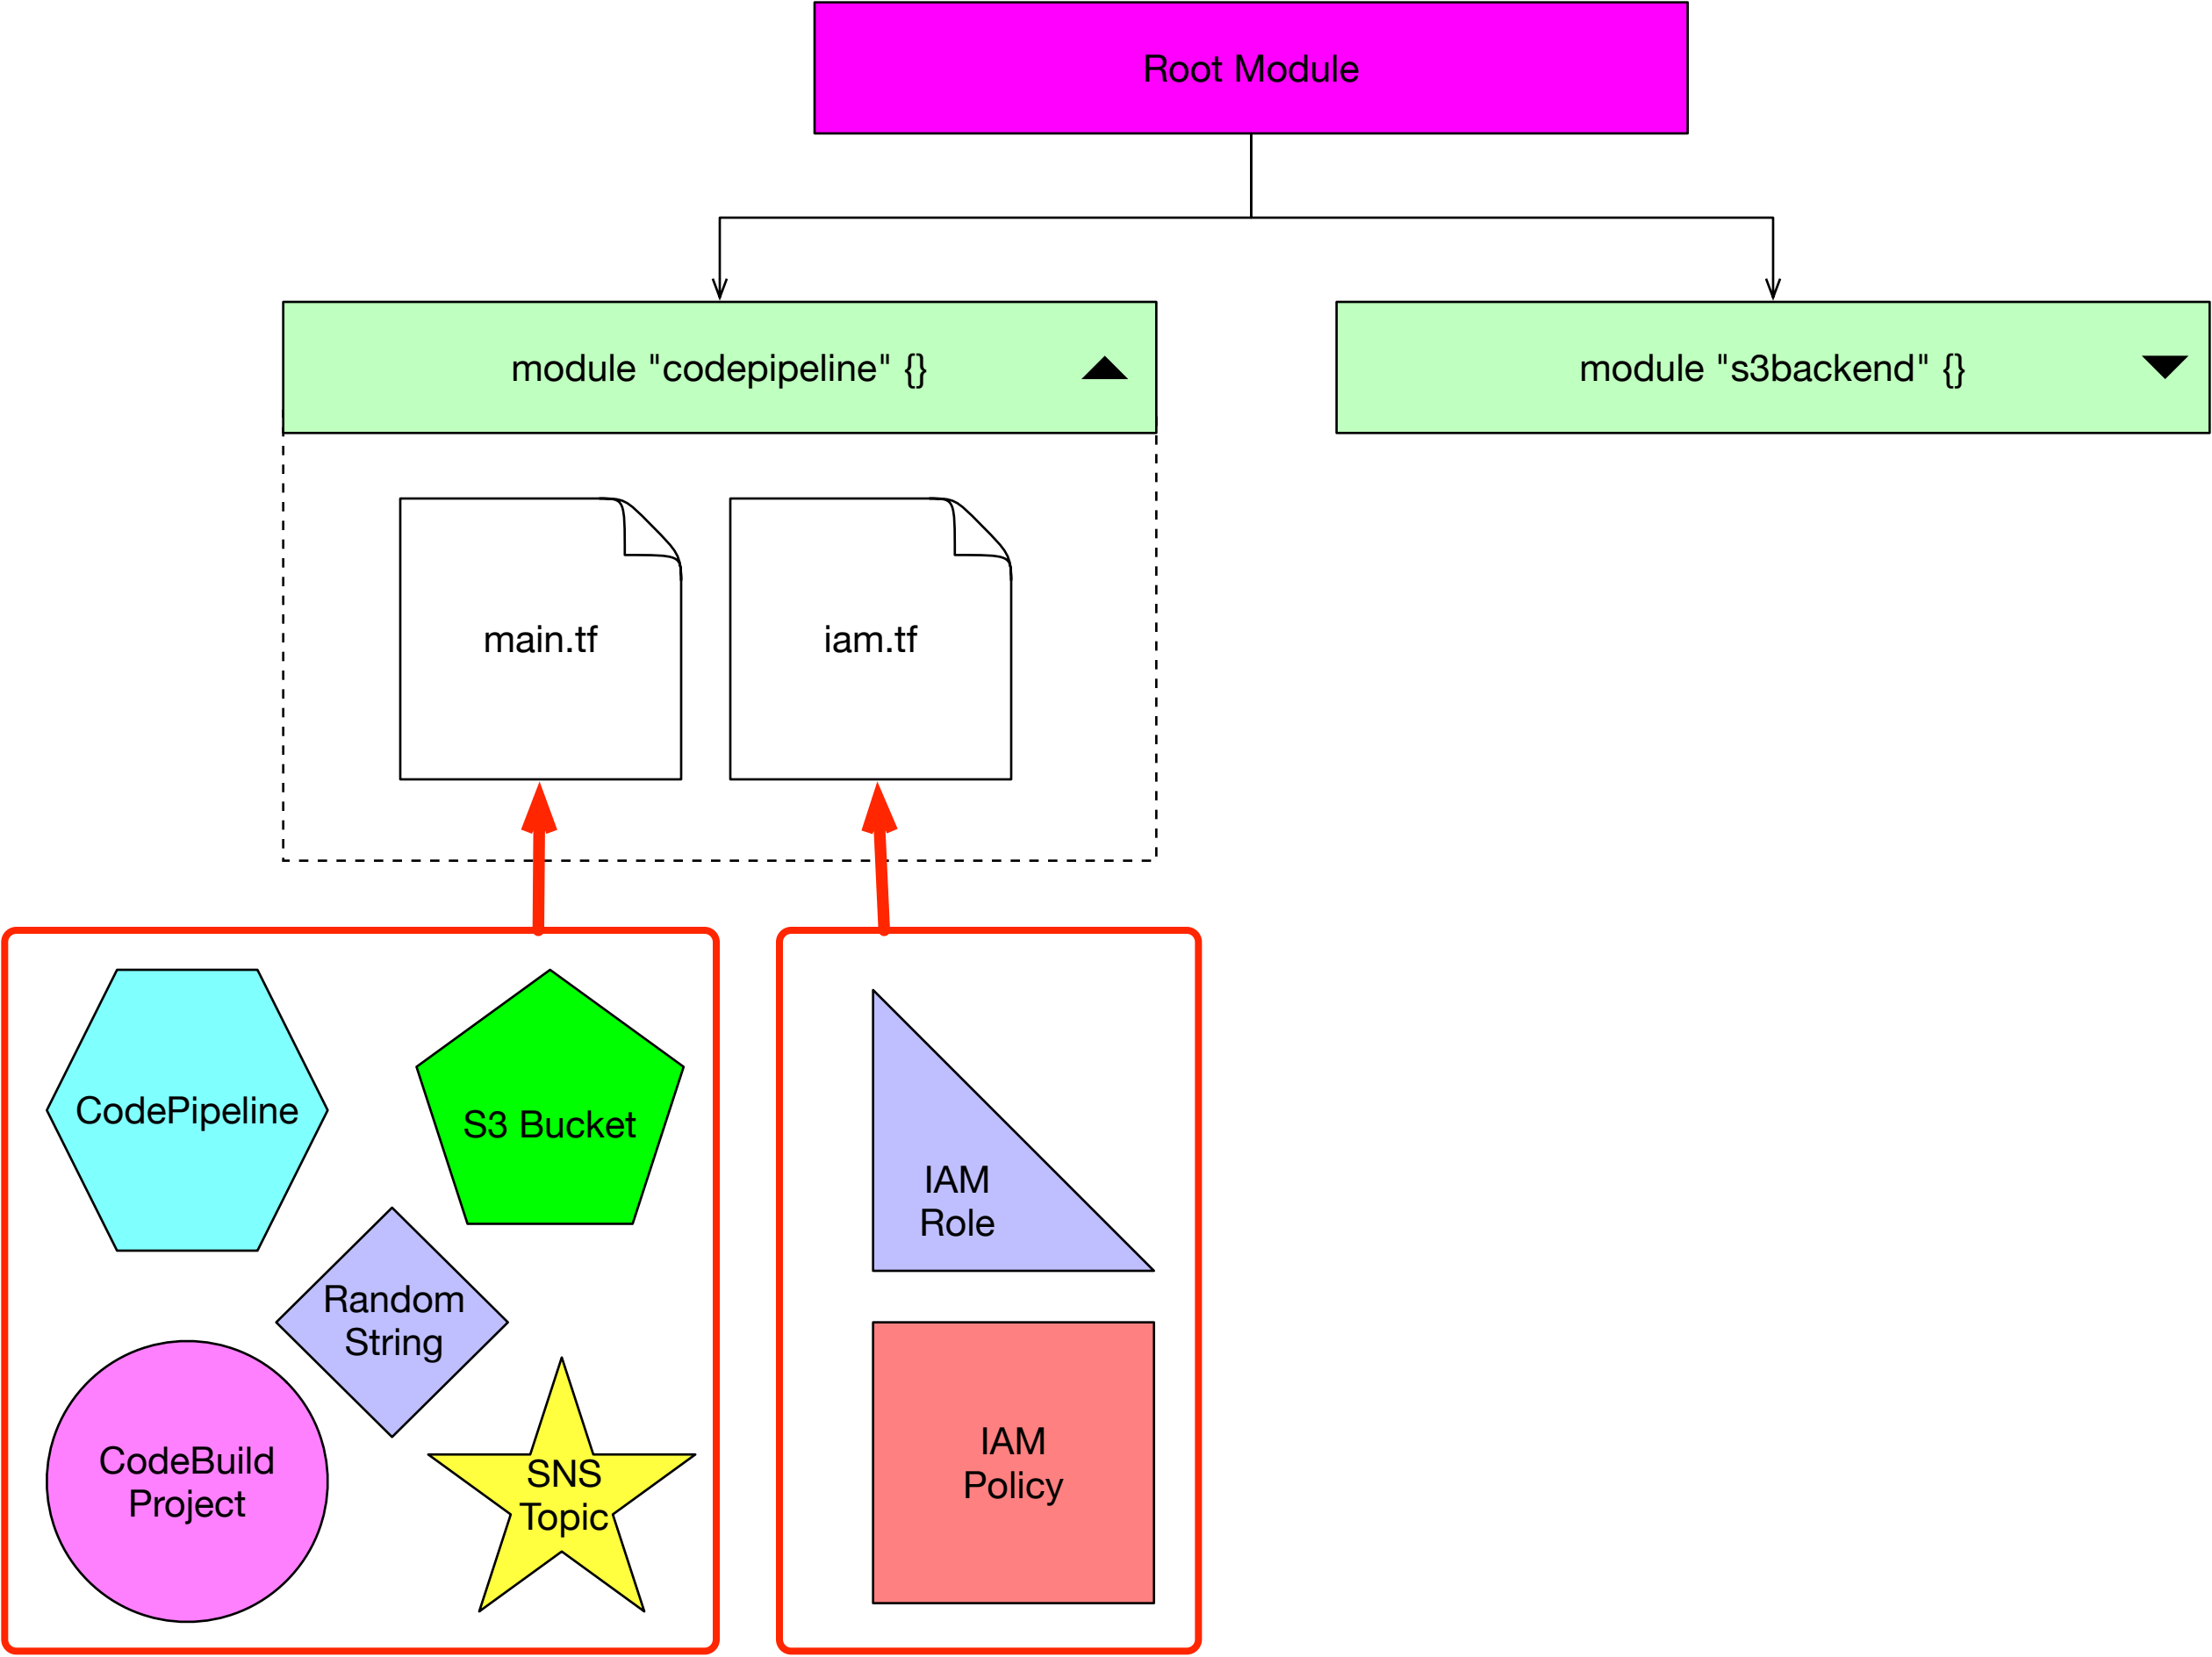 Root Module
module "codepipeline" {}
module "s3backend" {}
main.tf
iam.tf
CodePipeline
S3 Bucket
Random
String
CodeBuild
Project
SNS
Topic
IAM
Role
IAM
Policy